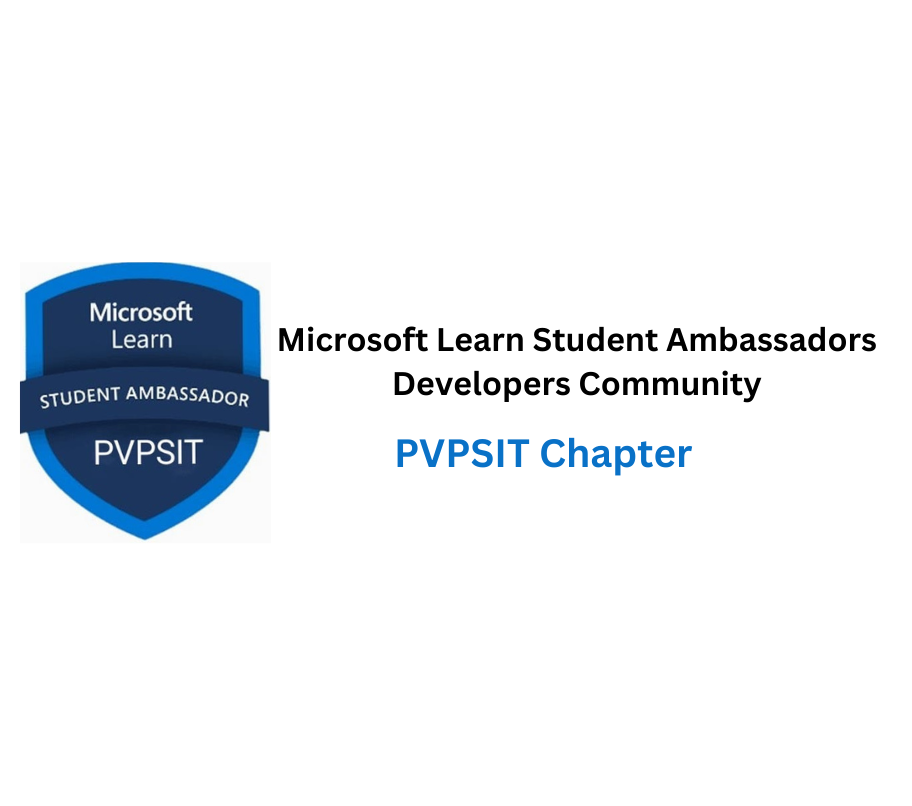 Microsoft
Learn
STUDENT AMBASSADOR
PVPSIT
Microsoft Learn Student Ambassadors
Developers Community
PVPSIT Chapter